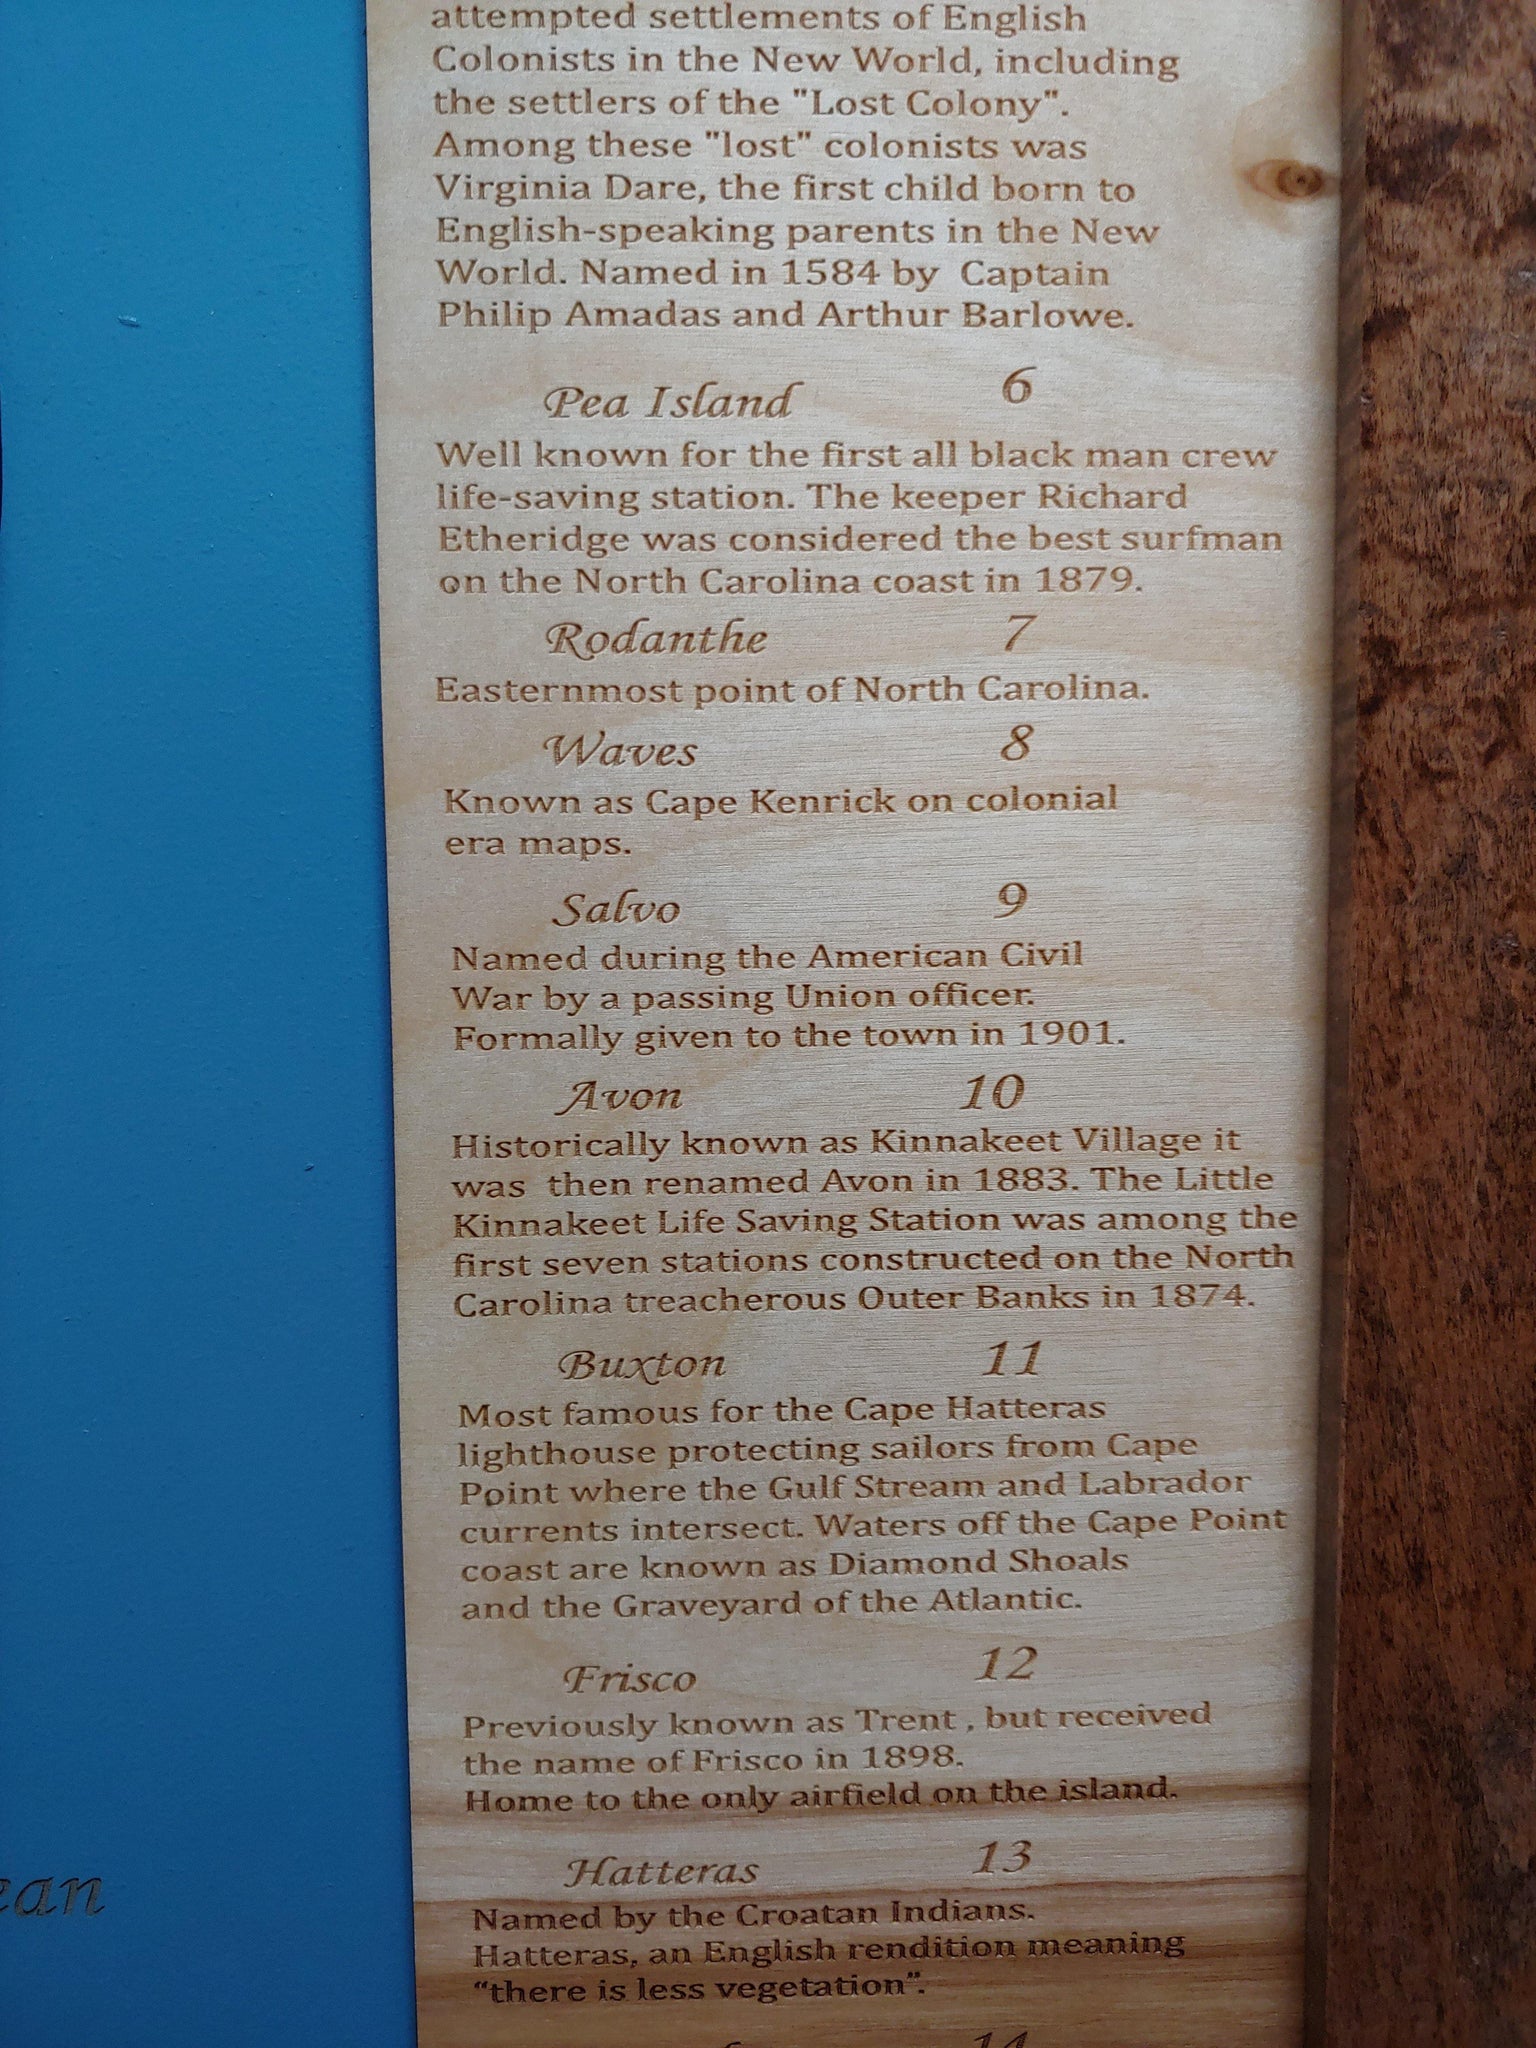 attempted settlements of English
Colonists in the New World, including
the settlers of the "Lost Colony".
Among these "lost" colonists was
Virginia Dare, the first child born to
English-speaking parents in the New
World. Named in 1584 by Captain
Philip Amadas and Arthur Barlowe.
Pea Island 6
Well known for the first all black man crew
life-saving station. The keeper Richard
Etheridge was considered the best surfman
on the North Carolina coast in 1879.
Rodanthe 7
Easternmost point of North Carolina.
Waves 8
Known as Cape Kenrick on colonial
era maps.
Salvo 9
Named during the American Civil
War by a passing Union officer.
Formally given to the town in 1901.
Avon 10
Historically known as Kinnakeet Village it
was then renamed Avon in 1883. The Little
Kinnakeet Life Saving Station was among the
first seven stations constructed on the North
Carolina treacherous Outer Banks in 1874.
Buxton 11
Most famous for the Cape Hatteras
lighthouse protecting sailors from Cape
Point where the Gulf Stream and Labrador
currents intersect. Waters off the Cape Point
coast are known as Diamond Shoals
and the Graveyard of the Atlantic.
Frisco 12
Previously known as Trent , but received
the name of Frisco in 1898.
Home to the only airfield on the island.
Hatteras 13
Named by the Croatan Indians.
Hatteras, an English rendition meaning
“there is less vegetation”.